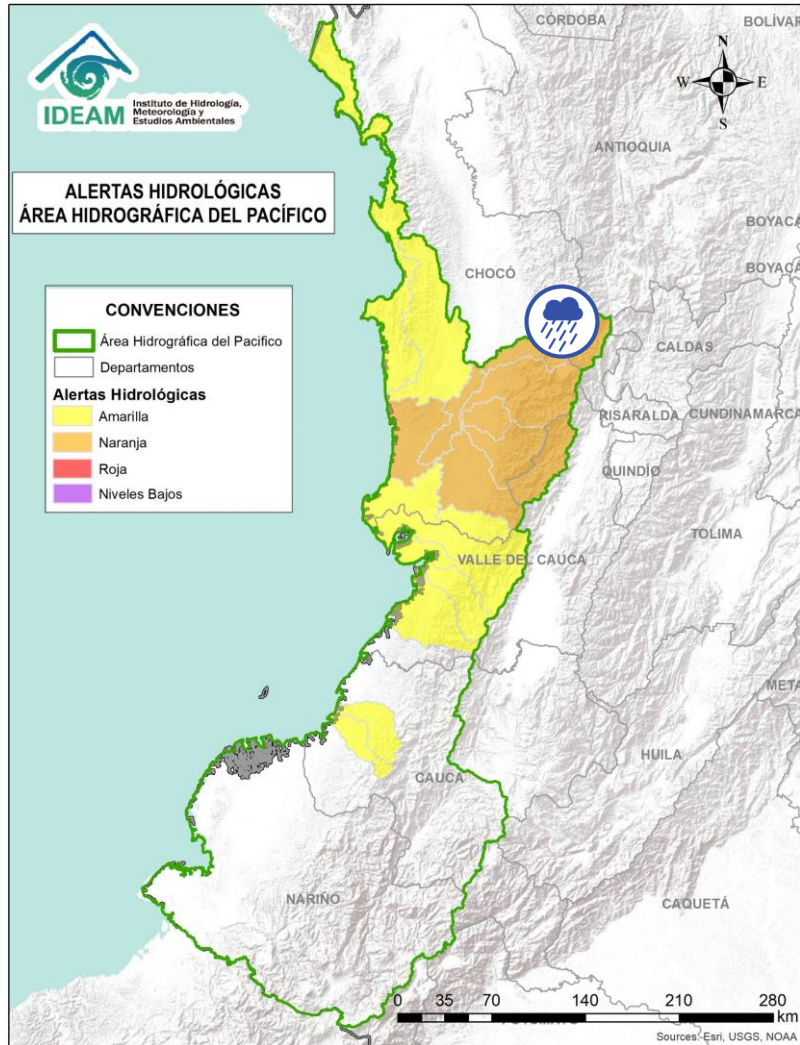 IDEAM
Instituto de Hidrología,
Meteorología y
Estudios Ambientales
ALERTAS HIDROLÓGICAS
ÁREA HIDROGRÁFICA DEL PACÍFICO
CONVENCIONES
Área Hidrográfica del Pacifico
Departamentos
Alertas Hidrológicas
Amarilla
Naranja
Roja
Niveles Bajos
N
W E
S
CÓRDOBA
BOLÍVAR
ANTIOQUIA
BOYACÁ
CHOCÓ
BOYACÁ
CALDAS
RISARALDA
CUNDINAMARCA
QUINDÍO
TOLIMA
VALLE DEL CAUCA
META
HUILA
CAUCA
NARIÑO
CAQUETÁ
0 35 70 140 210 280
km
Sources: Esri, USGS, NOAA